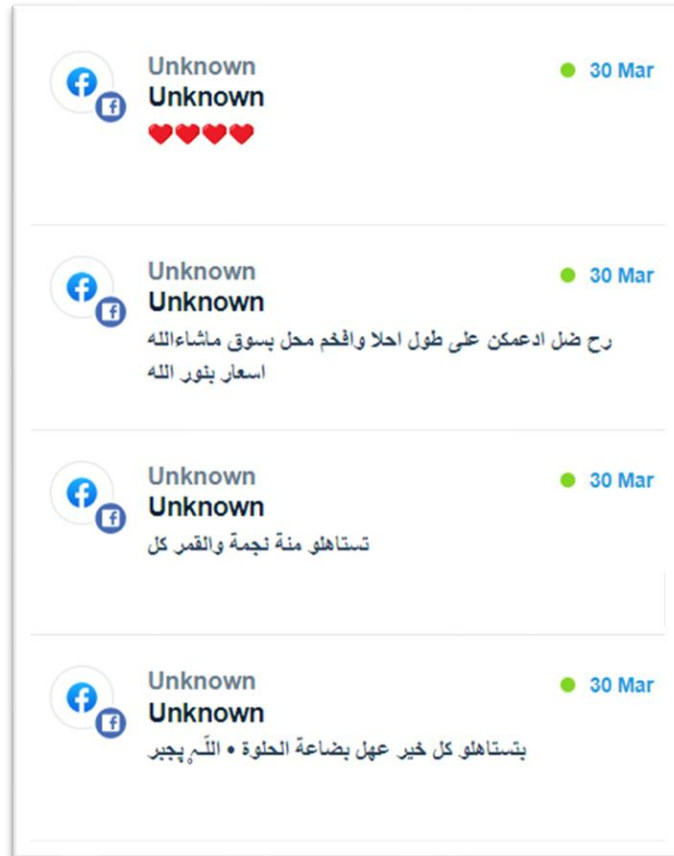 Unknown
30 Mar
Unknown
❤️❤️❤️❤️
Unknown
30 Mar
Unknown
رح ضل ادعمكن على طول احلا وافخم محل بسوق ماشاءالله
اسعار بنور الله
Unknown
30 Mar
Unknown
تستاهلو منة نجمة والقمر كل
Unknown
30 Mar
Unknown
بتستاهلو كل خير عهل بضاعة الحلوة • اللّہ يجبر